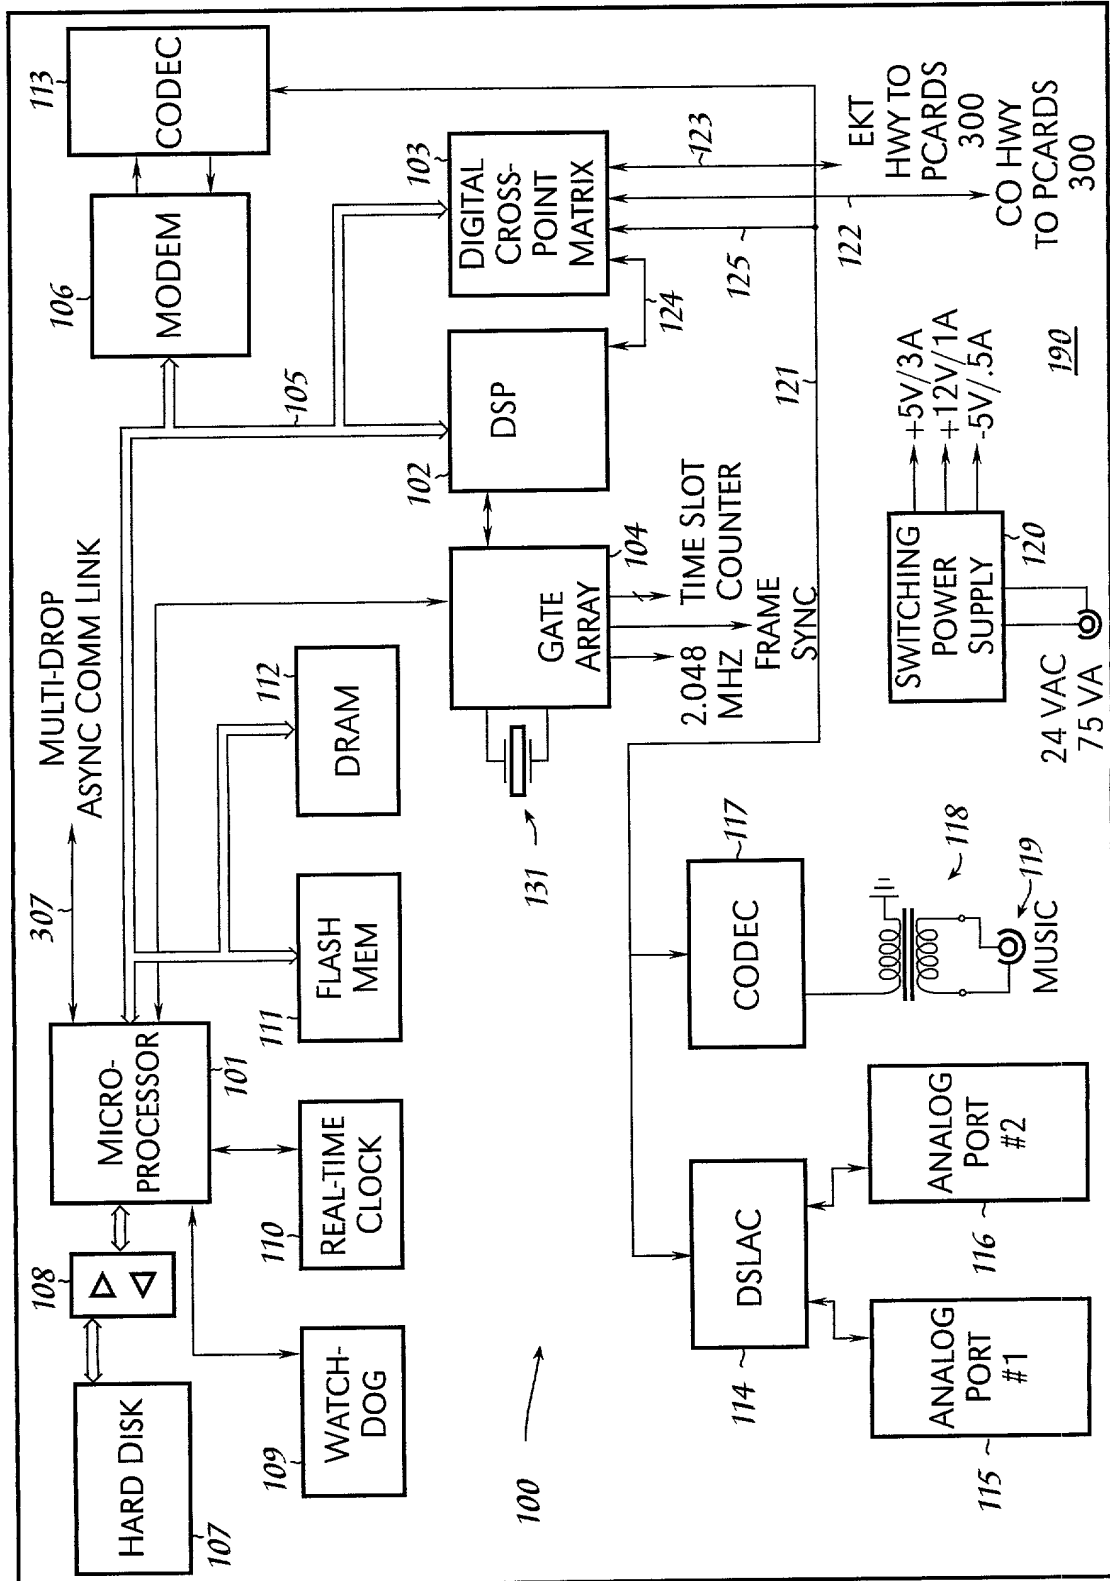 HARD DISK
107
108
MICRO-
PROCESSOR
101
307
MULTI-DROP
ASYNC COMM LINK
106
MODEM
113
CODEC
105
WATCH-
DOG
109
REAL-TIME
CLOCK
110
FLASH
MEM
111
DRAM
112
131
GATE
ARRAY
104
DSP
102
DIGITAL
CROSS-
POINT
MATRIX
103
124
125
122
123
2.048
MHZ
FRAME
SYNC
TIME SLOT
COUNTER
121
EKT
HWY TO
PCARDS
300
CO HWY
TO PCARDS
300
100
DSLAC
114
ANALOG
PORT
#1
115
ANALOG
PORT
#2
116
CODEC
117
118
119
MUSIC
SWITCHING
POWER
SUPPLY
120
24 VAC
75 VA
+5V/3A
+12V/1A
-5V/.5A
190